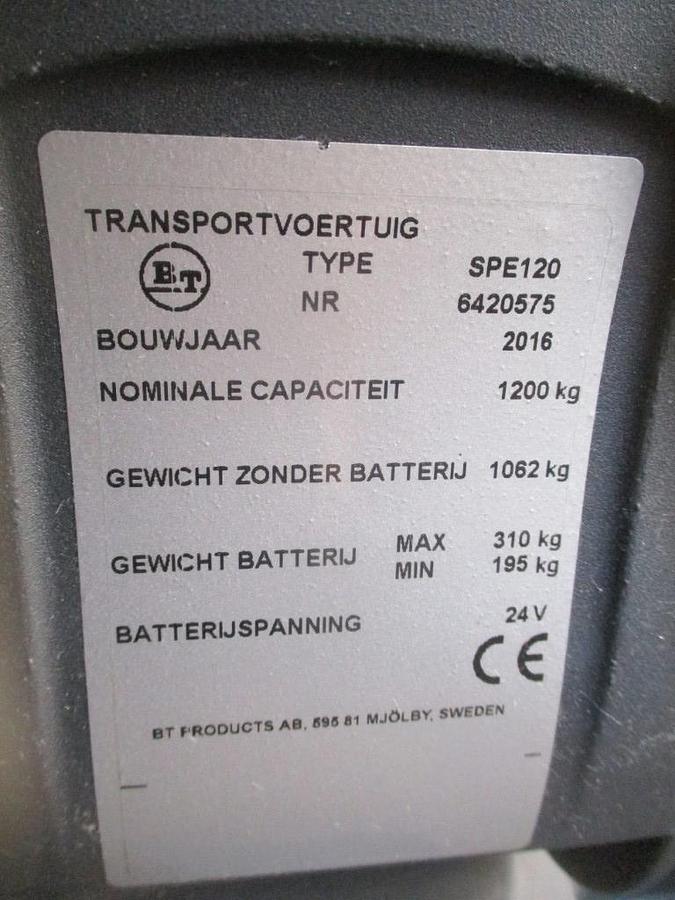 TRANSPORTVOERTUIG
BT TYPE SPE120
NR 6420575
BOUWJAAR 2016
NOMINALE CAPACITEIT 1200 kg
GEWICHT ZONDER BATTERIJ 1062 kg
GEWICHT BATTERIJ MAX 310 kg
MIN 195 kg
BATTERIJSPANNING 24 V
CE
BT PRODUCTS AB, 595 81 MJÖLBY, SWEDEN